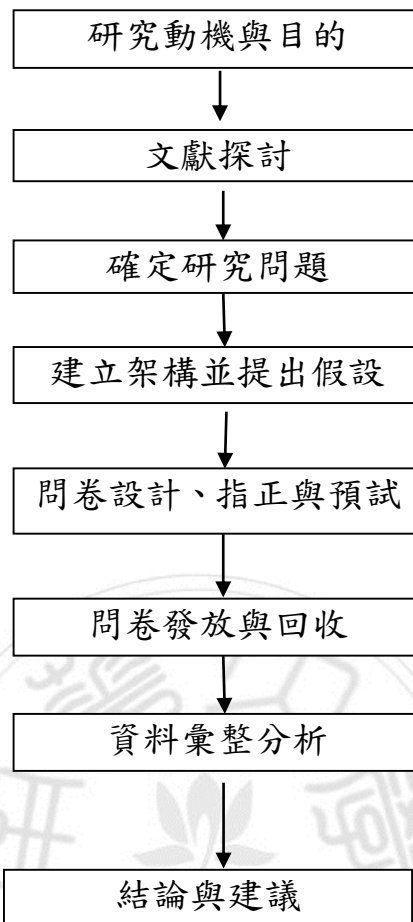 研究動機與目的
文獻探討
確定研究問題
建立架構並提出假設
問卷設計、指正與預試
問卷發放與回收
資料彙整分析
結論與建議